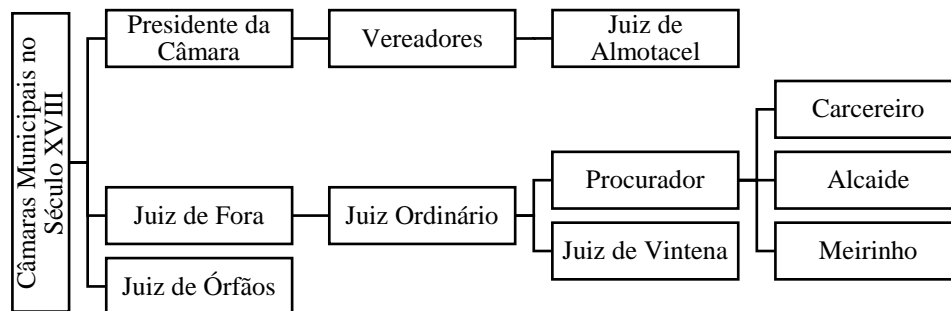 Câmaras Municipais no
Século XVIII
Presidente da
Câmara
Vereadores
Juiz de
Almotacel
Juiz de Fora
Juiz Ordinário
Procurador
Carcereiro
Alcaide
Meirinho
Juiz de Vintena
Juiz de Órfãos